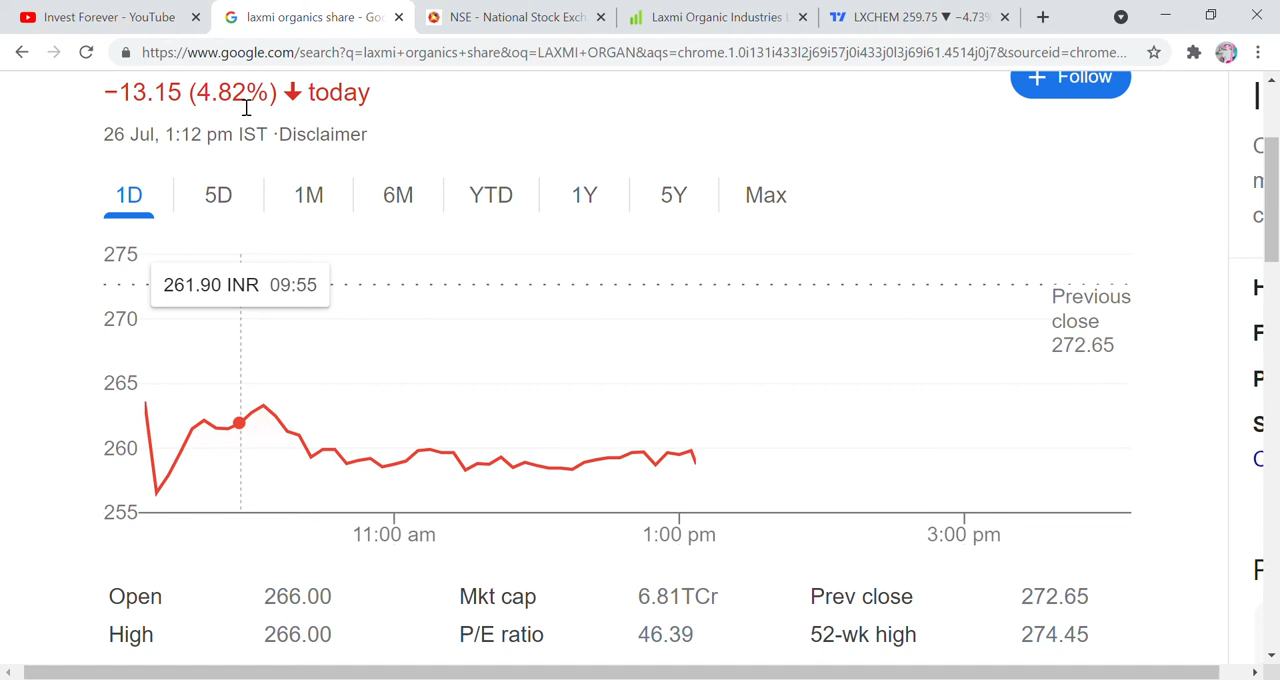 Invest Forever - YouTube
laxmi organics share - Goo
NSE - National Stock Exch
Laxmi Organic Industries L
LXCHEM 259.75 ▼ −4.73%
https://www.google.com/search?q=laxmi+organics+share&oq=LAXMI+ORGAN&aqs=chrome.1.0i131i433l2j69i57j0i433j0l3j69i61.4514j0j7&sourceid=chrome...
−13.15 (4.82%) ↓ today
+ Follow
26 Jul, 1:12 pm IST ·Disclaimer
1D 5D 1M 6M YTD 1Y 5Y Max
275
261.90 INR 09:55
Previous
close
272.65
270
265
260
255
11:00 am 1:00 pm 3:00 pm
Open 266.00 Mkt cap 6.81TCr Prev close 272.65
High 266.00 P/E ratio 46.39 52-wk high 274.45